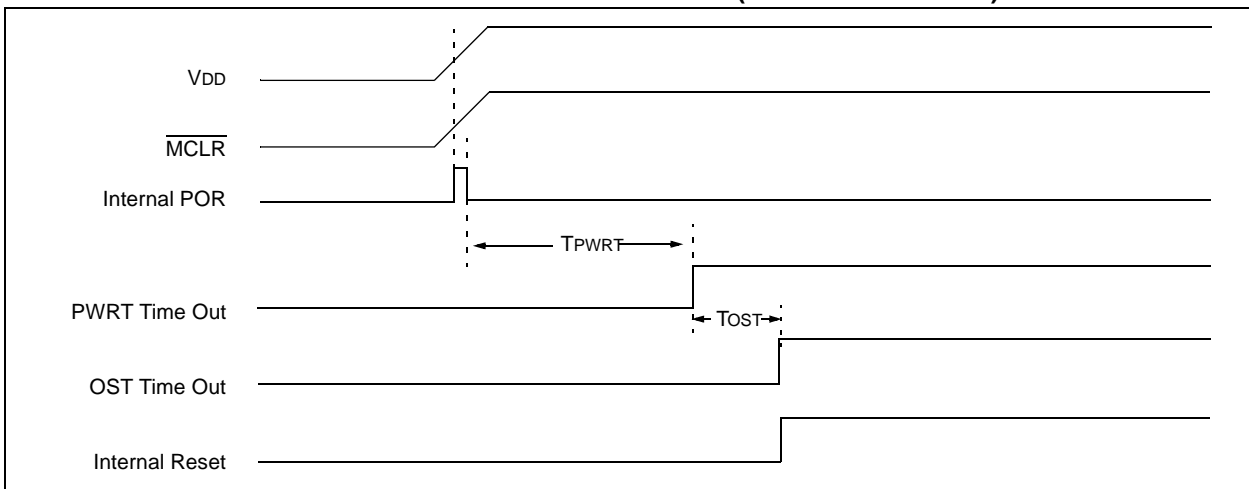 VDD
MCLR
Internal POR
TPWRT
PWRT Time Out
TOST
OST Time Out
Internal Reset